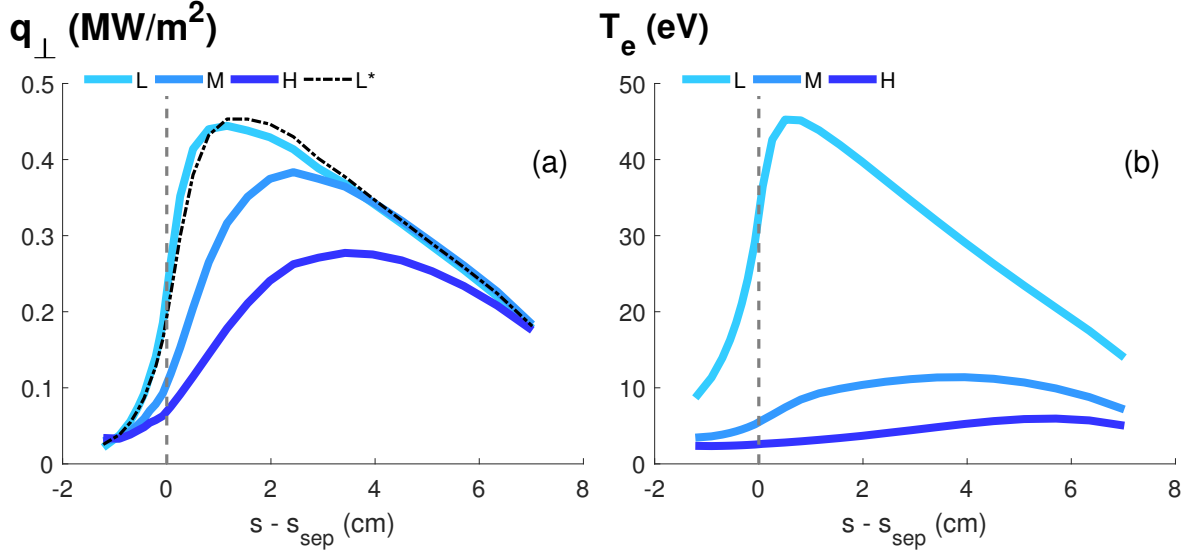 q⊥ (MW/m²)
L M H L*
0.5
0.4
0.3
0.2
0.1
0
-2 0 2 4 6 8
s - s_sep (cm)
(a)
T_e (eV)
L M H
50
40
30
20
10
0
-2 0 2 4 6 8
s - s_sep (cm)
(b)